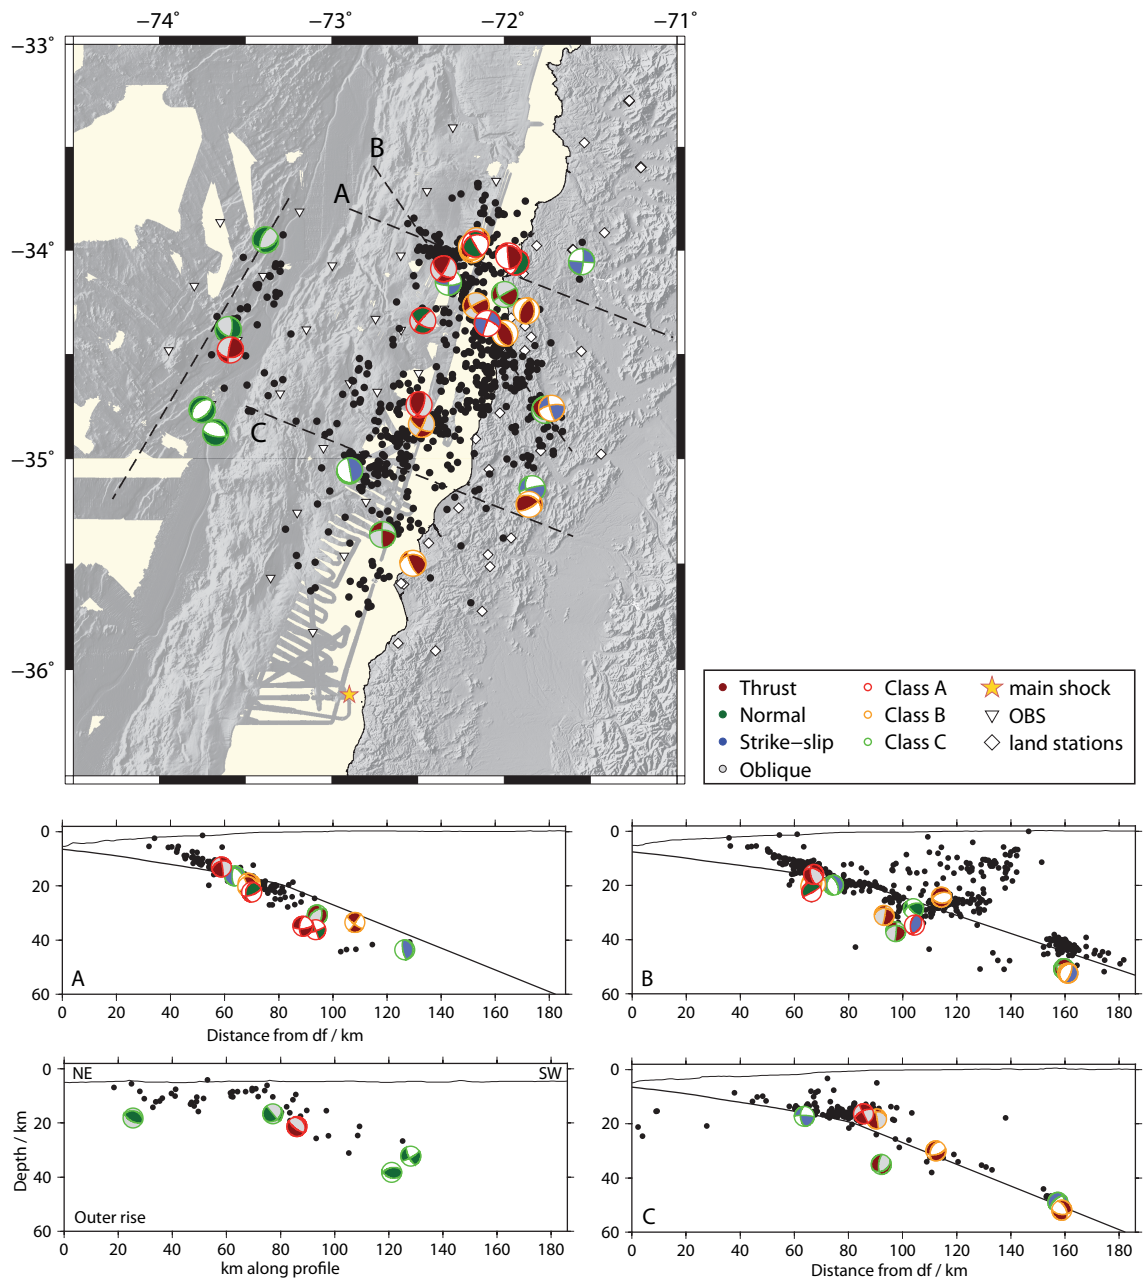 −74˚ −73˚ −72˚ −71˚
−33˚
−34˚
−35˚
−36˚
B
A
C
Thrust Class A main shock
Normal Class B OBS
Strike−slip Class C land stations
Oblique
0
20
40
60
A
0 20 40 60 80 100 120 140 160 180
Distance from df / km
0
20
40
60
B
0 20 40 60 80 100 120 140 160 180
NE SW
0
20
40
60
Depth / km
Outer rise
0 20 40 60 80 100 120 140 160 180
km along profile
0
20
40
60
C
0 20 40 60 80 100 120 140 160 180
Distance from df / km